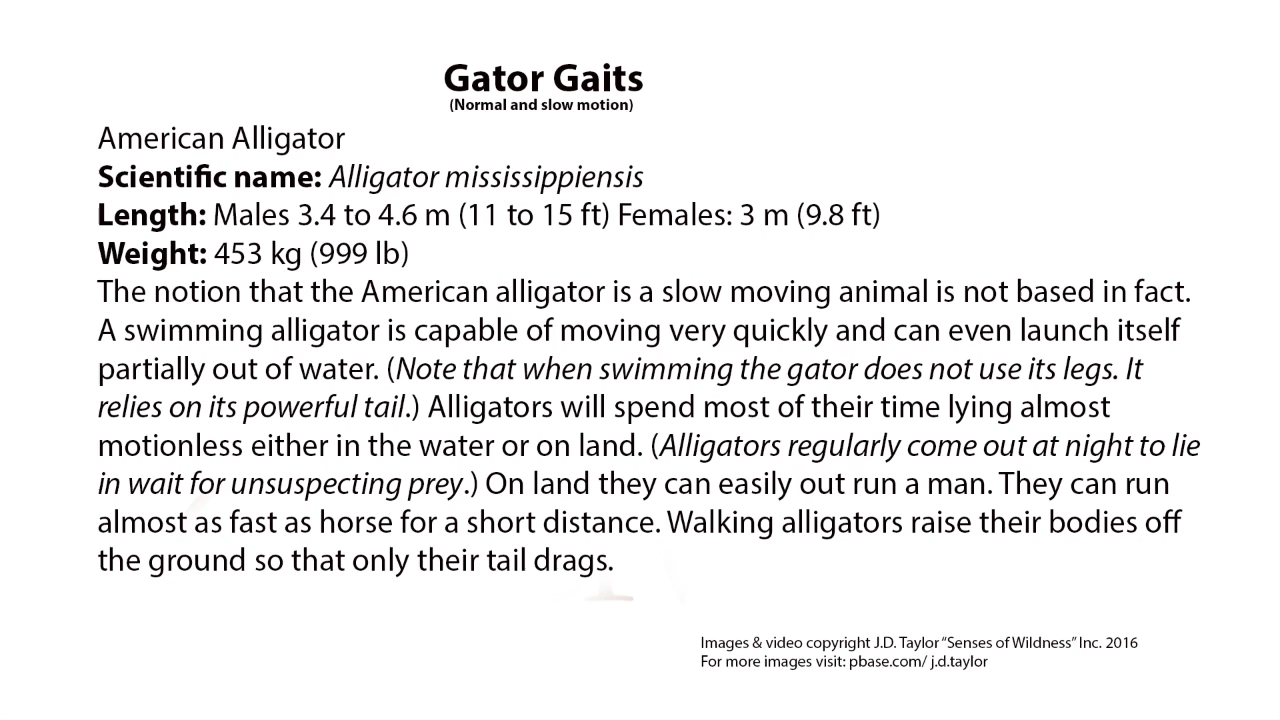 Gator Gaits
(Normal and slow motion)
American Alligator
Scientific name: Alligator mississippiensis
Length: Males 3.4 to 4.6 m (11 to 15 ft) Females: 3 m (9.8 ft)
Weight: 453 kg (999 lb)
The notion that the American alligator is a slow moving animal is not based in fact.
A swimming alligator is capable of moving very quickly and can even launch itself
partially out of water. (Note that when swimming the gator does not use its legs. It
relies on its powerful tail.) Alligators will spend most of their time lying almost
motionless either in the water or on land. (Alligators regularly come out at night to lie
in wait for unsuspecting prey.) On land they can easily out run a man. They can run
almost as fast as horse for a short distance. Walking alligators raise their bodies off
the ground so that only their tail drags.
Images & video copyright J.D. Taylor “Senses of Wildness” Inc. 2016
For more images visit: pbase.com/ j.d.taylor